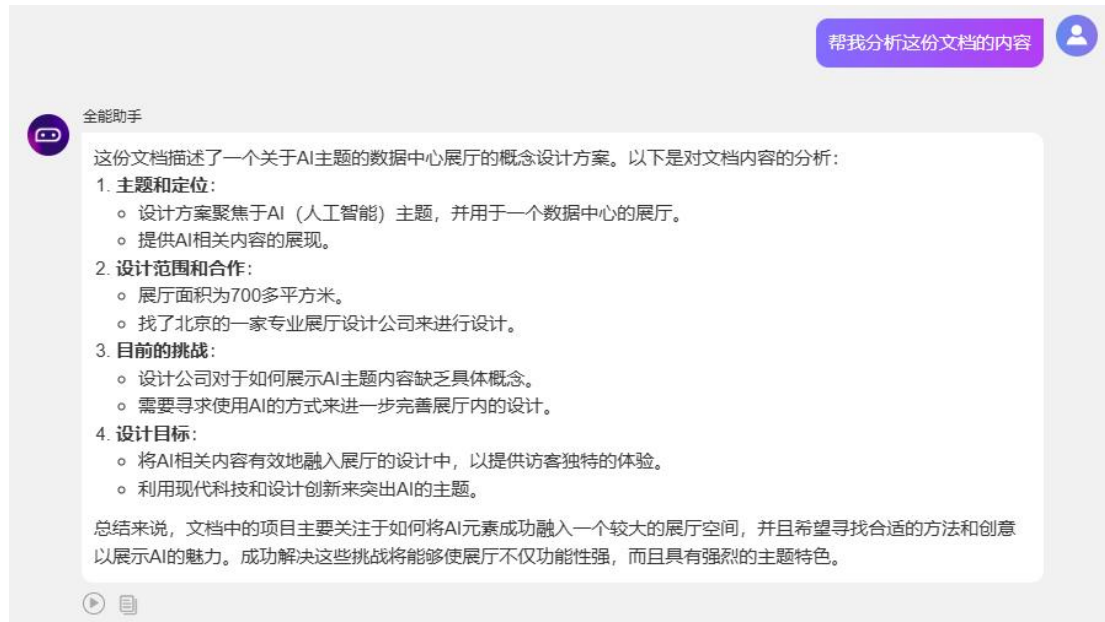 帮我分析这份文档的内容
全能助手
这份文档描述了一个关于AI主题的数据中心展厅的概念设计方案。以下是对文档内容的分析：
1. 主题和定位：
◦ 设计方案聚焦于AI（人工智能）主题，并用于一个数据中心的展厅。
◦ 提供AI相关内容的展现。
2. 设计范围和合作：
◦ 展厅面积为700多平方米。
◦ 找了北京的一家专业展厅设计公司来进行设计。
3. 目前的挑战：
◦ 设计公司对于如何展示AI主题内容缺乏具体概念。
◦ 需要寻求使用AI的方式来进一步完善展厅内的设计。
4. 设计目标：
◦ 将AI相关内容有效地融入展厅的设计中，以提供访客独特的体验。
◦ 利用现代科技和设计创新来突出AI的主题。
总结来说，文档中的项目主要关注于如何将AI元素成功融入一个较大的展厅空间，并且希望寻找合适的方法和创意
以展示AI的魅力。成功解决这些挑战将能够使展厅不仅功能性强，而且具有强烈的主题特色。